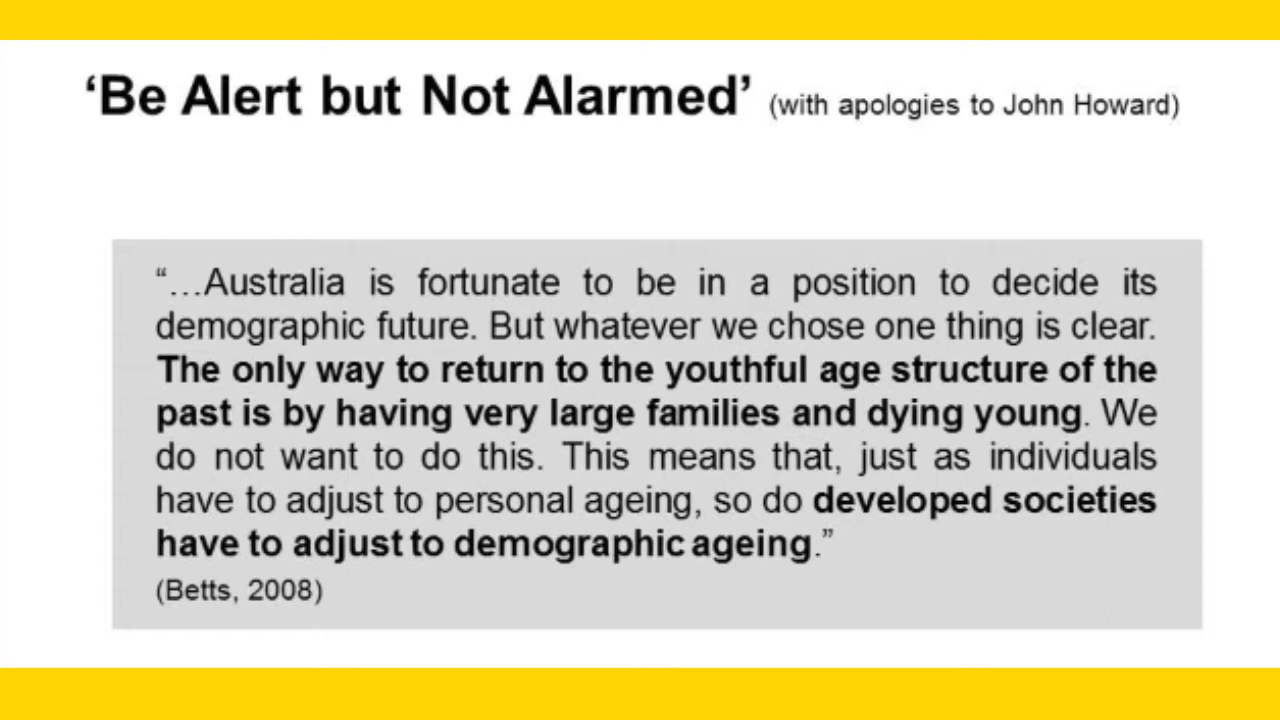 ‘Be Alert but Not Alarmed’ (with apologies to John Howard)
“…Australia is fortunate to be in a position to decide its
demographic future. But whatever we chose one thing is clear.
The only way to return to the youthful age structure of the
past is by having very large families and dying young. We
do not want to do this. This means that, just as individuals
have to adjust to personal ageing, so do developed societies
have to adjust to demographic ageing.”
(Betts, 2008)